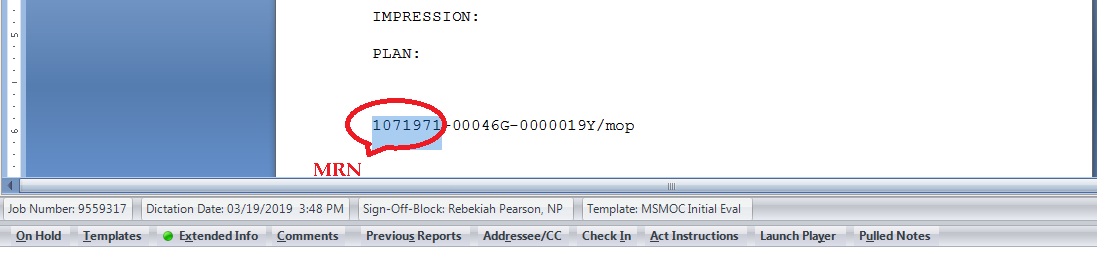 IMPRESSION:
PLAN:
1071971-00046G-0000019Y/mop
MRN
Job Number: 9559317 Dictation Date: 03/19/2019 3:48 PM Sign-Off-Block: Rebekiah Pearson, NP Template: MSMOC Initial Eval
On Hold Templates Extended Info Comments Previous Reports Addressee/CC Check In Act Instructions Launch Player Pulled Notes